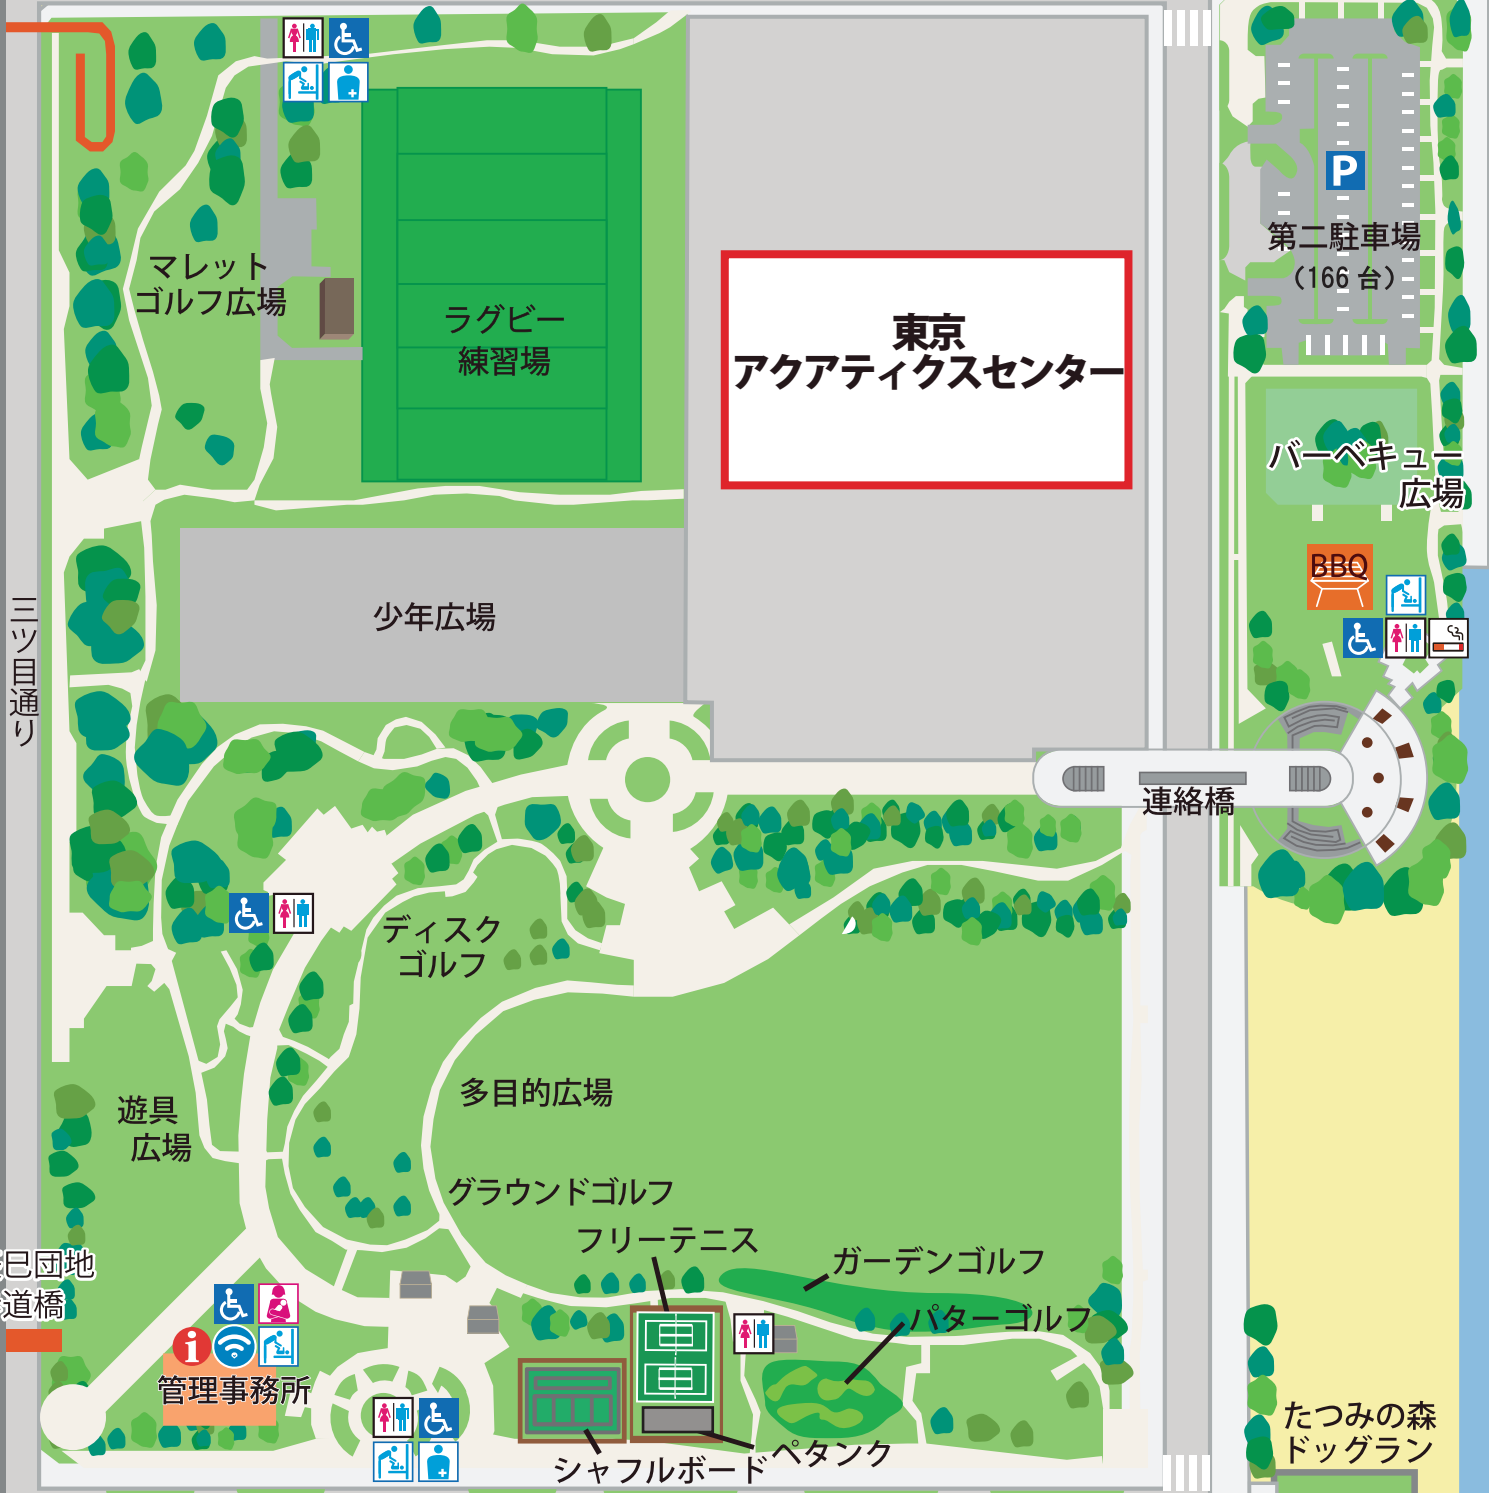 P
第二駐車場
(166 台)
マレット
ゴルフ広場
ラグビー
練習場
東京
アクアティクスセンター
バーベキュー
広場
BBQ
三ツ目通り
少年広場
連絡橋
ディスク
ゴルフ
遊具
広場
多目的広場
グラウンドゴルフ
フリーテニス
ガーデンゴルフ
パターゴルフ
巳団地
道橋
i
管理事務所
シャフルボード
ペタンク
たつみの森
ドッグラン